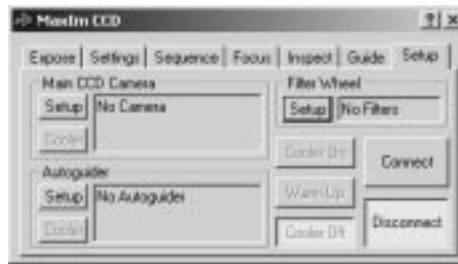 MaxIm CCD
Expose Settings Sequence Focus Inspect Guide Setup
Main CCD Camera
Setup No Camera
Cooler
Autoguider
Setup No Autoguider
Cooler
Filter Wheel
Setup No Filters
Cooler On
Warm Up
Cooler Off
Connect
Disconnect